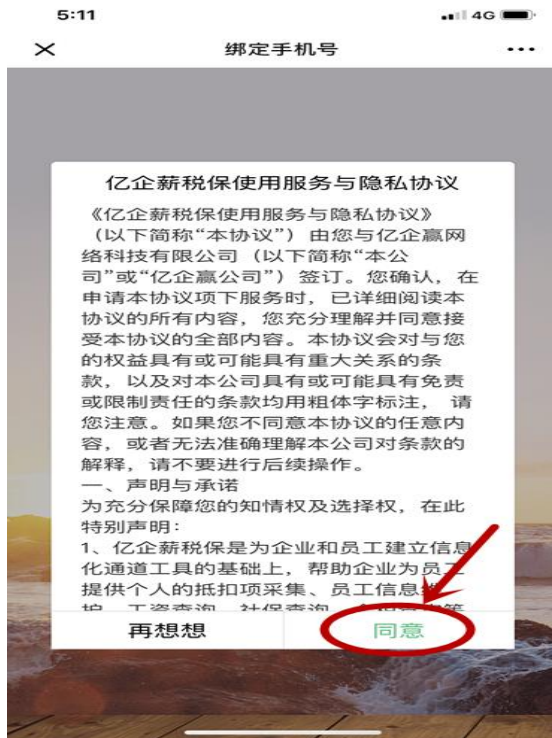 5:11
4G
绑定手机号
亿企薪税保使用服务与隐私协议
《亿企薪税保使用服务与隐私协议》
（以下简称“本协议”）由您与亿企赢网
络科技有限公司（以下简称“本公
司”或“亿企赢公司”）签订。您确认，在
申请本协议项下服务时，已详细阅读本
协议的所有内容，您充分理解并同意接
受本协议的全部内容。本协议会对与您
的权益具有或可能具有重大关系的条
款，以及对本公司具有或可能具有免责
或限制责任的条款均用粗体字标注， 请
您注意。如果您不同意本协议的任意内
容，或者无法准确理解本公司对条款的
解释，请不要进行后续操作。
一、声明与承诺
为充分保障您的知情权及选择权，在此
特别声明：
1、亿企薪税保是为企业和员工建立信息
化通道工具的基础上，帮助企业为员工
提供个人的抵扣项采集、员工信息
护、工资查询、社保查询、
再想想
同意